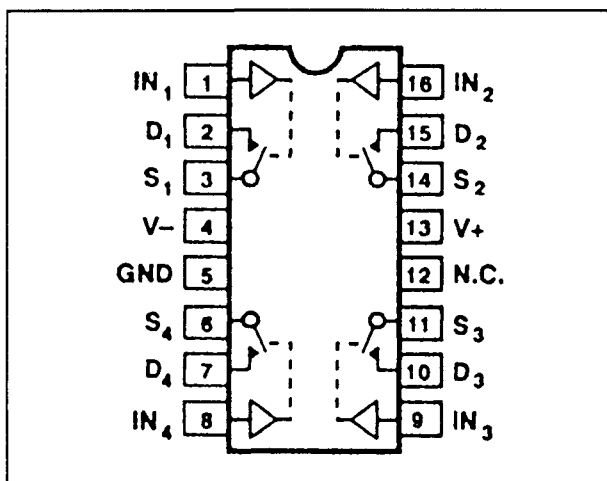 IN1 1 16 IN2
D1 2 15 D2
S1 3 14 S2
V– 4 13 V+
GND 5 12 N.C.
S4 6 11 S3
D4 7 10 D3
IN4 8 9 IN3